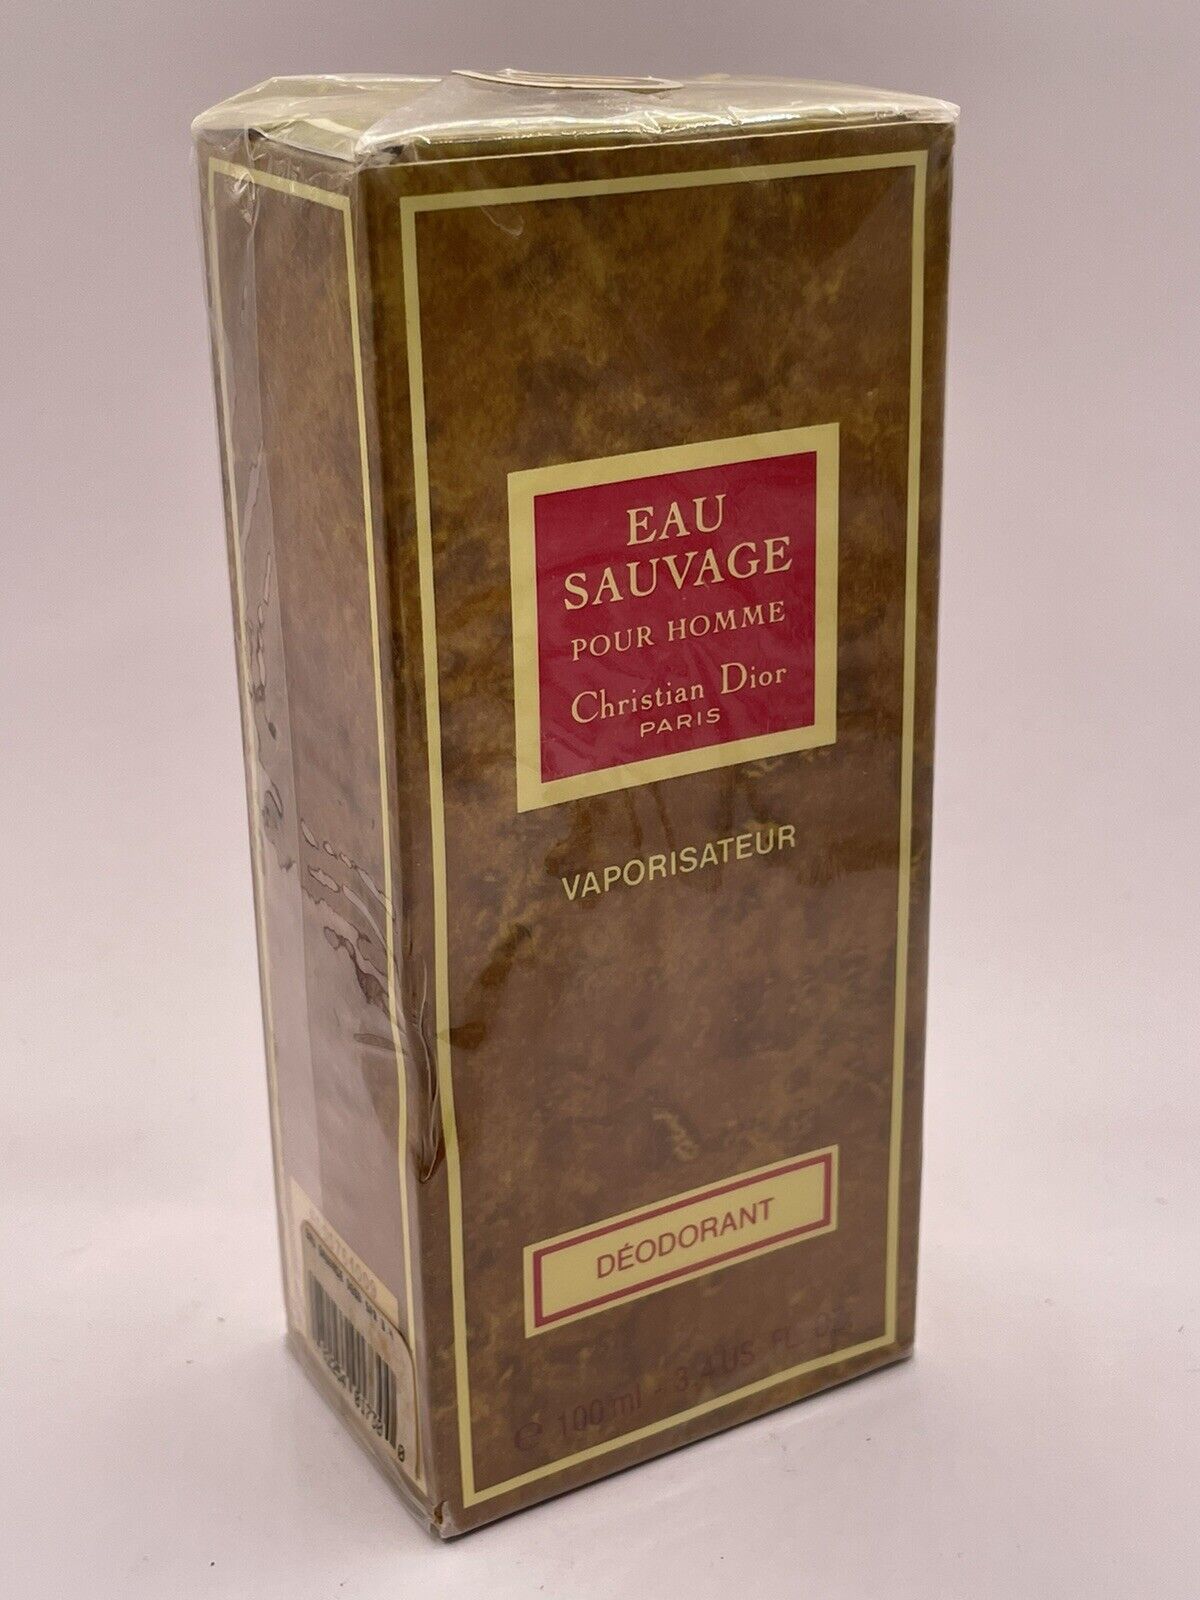 EAU
SAUVAGE
POUR HOMME
Christian Dior
PARIS
VAPORISATEUR
DÉODORANT
e 100 ml - 3.4 US FL OZ